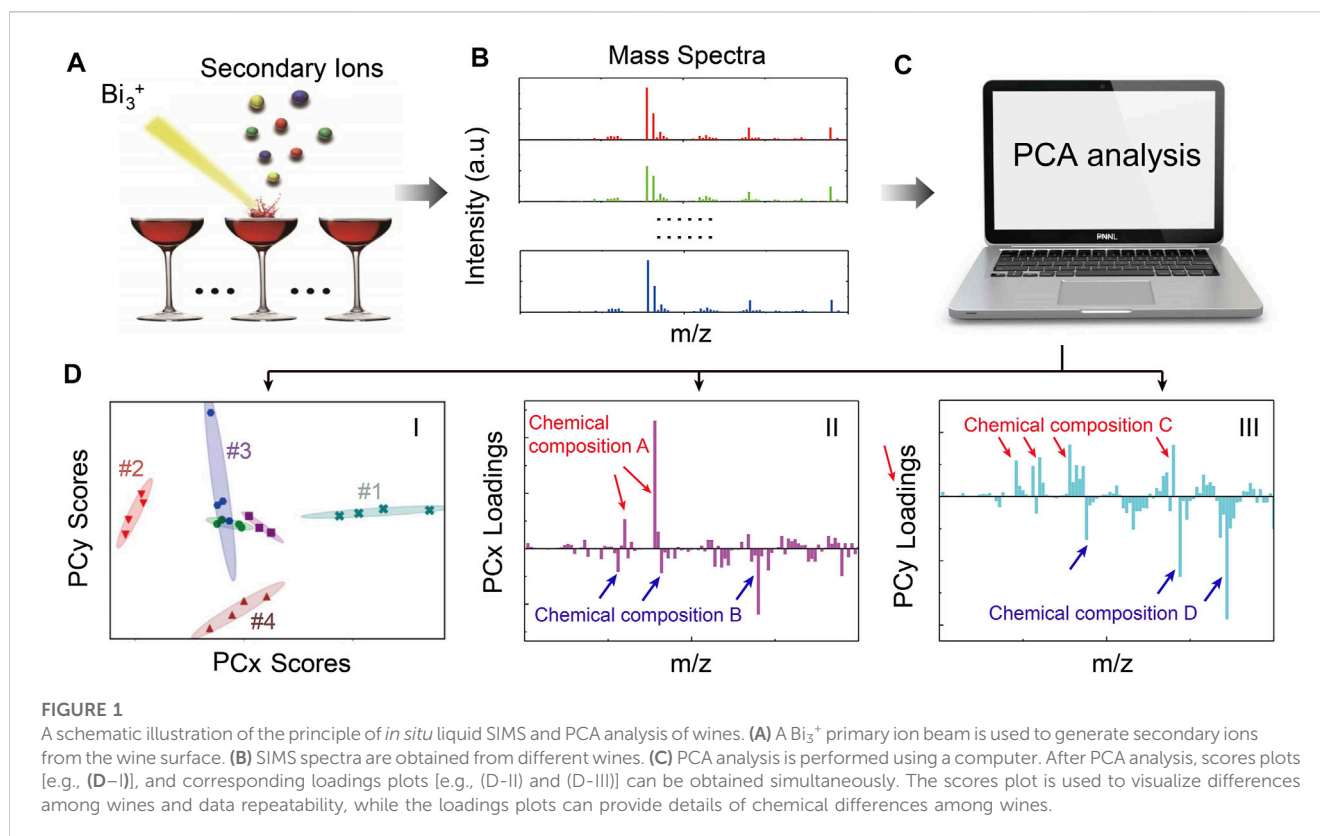 A
Secondary Ions
Bi₃⁺
B
Mass Spectra
Intensity (a.u)
m/z
C
PCA analysis
PNNL
D
I
#1
#2
#3
#4
PCy Scores
PCx Scores
II
Chemical
composition A
Chemical composition B
PCx Loadings
m/z
III
Chemical composition C
Chemical composition D
PCy Loadings
m/z
FIGURE 1
A schematic illustration of the principle of in situ liquid SIMS and PCA analysis of wines. (A) A Bi₃⁺ primary ion beam is used to generate secondary ions
from the wine surface. (B) SIMS spectra are obtained from different wines. (C) PCA analysis is performed using a computer. After PCA analysis, scores plots
[e.g., (D–I)], and corresponding loadings plots [e.g., (D-II) and (D-III)] can be obtained simultaneously. The scores plot is used to visualize differences
among wines and data repeatability, while the loadings plots can provide details of chemical differences among wines.